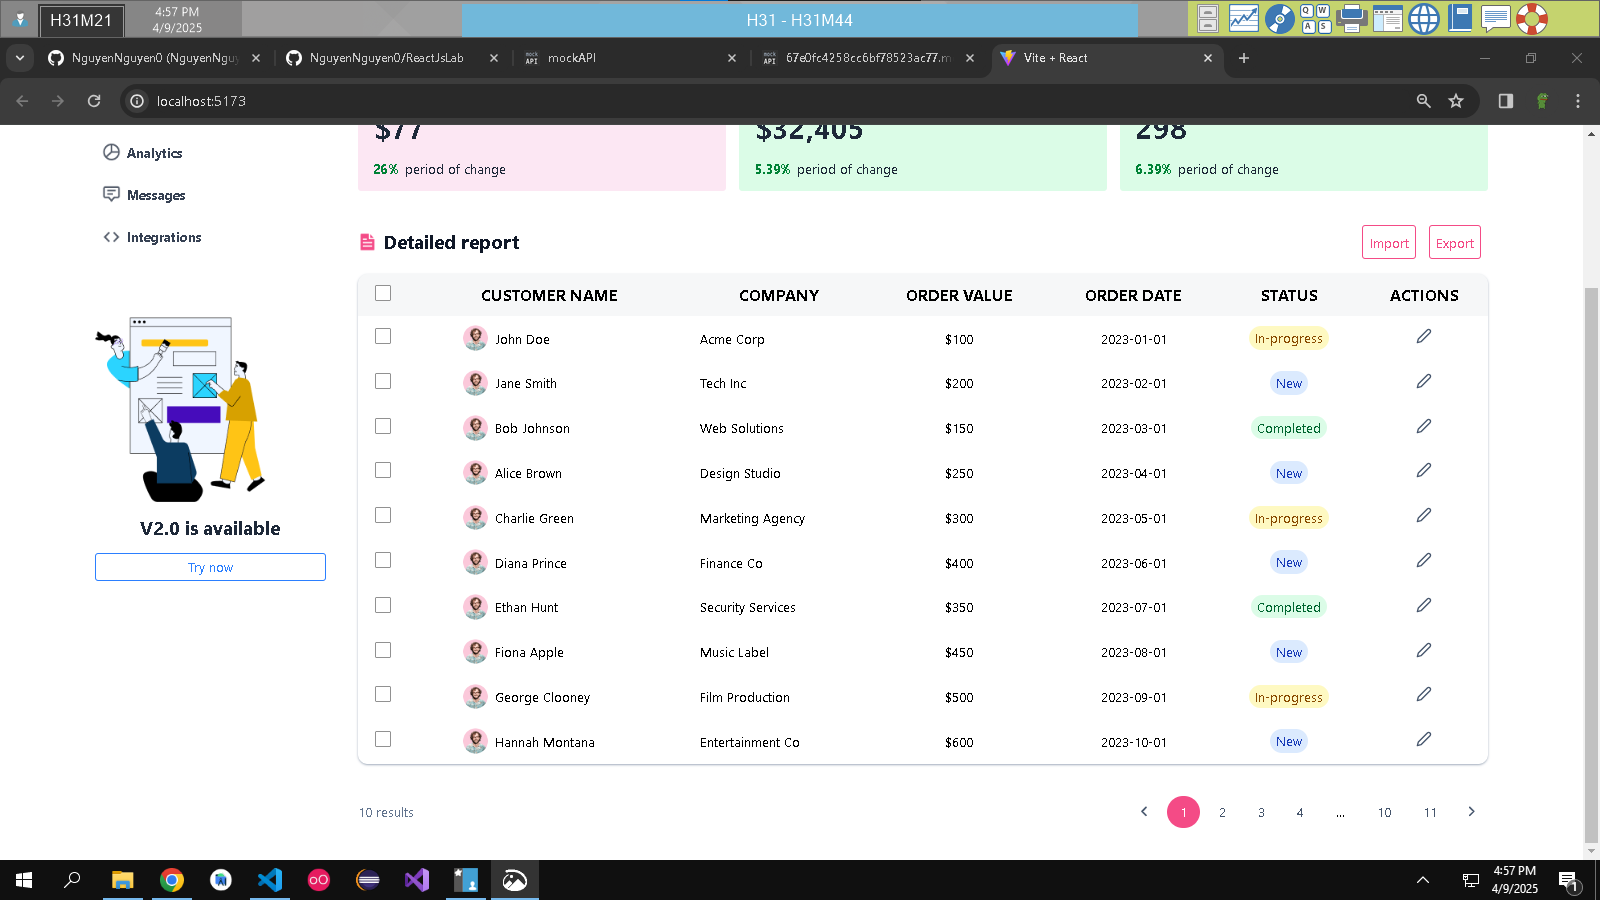 H31M21
4:57 PM
4/9/2025
H31 - H31M44
Q W
A S
NguyenNguyen0 (NguyenNguy
NguyenNguyen0/ReactJsLab
mock API
mockAPI
mock API
67e0fc4258cc6bf78523ac77.m
Vite + React
localhost:5173
Analytics
Messages
Integrations
V2.0 is available
Try now
$77
26% period of change
$32,405
5.39% period of change
298
6.39% period of change
Detailed report
Import
Export
CUSTOMER NAME COMPANY ORDER VALUE ORDER DATE STATUS ACTIONS
John Doe Acme Corp $100 2023-01-01 In-progress
Jane Smith Tech Inc $200 2023-02-01 New
Bob Johnson Web Solutions $150 2023-03-01 Completed
Alice Brown Design Studio $250 2023-04-01 New
Charlie Green Marketing Agency $300 2023-05-01 In-progress
Diana Prince Finance Co $400 2023-06-01 New
Ethan Hunt Security Services $350 2023-07-01 Completed
Fiona Apple Music Label $450 2023-08-01 New
George Clooney Film Production $500 2023-09-01 In-progress
Hannah Montana Entertainment Co $600 2023-10-01 New
10 results
1 2 3 4 ... 10 11
4:57 PM
4/9/2025
1